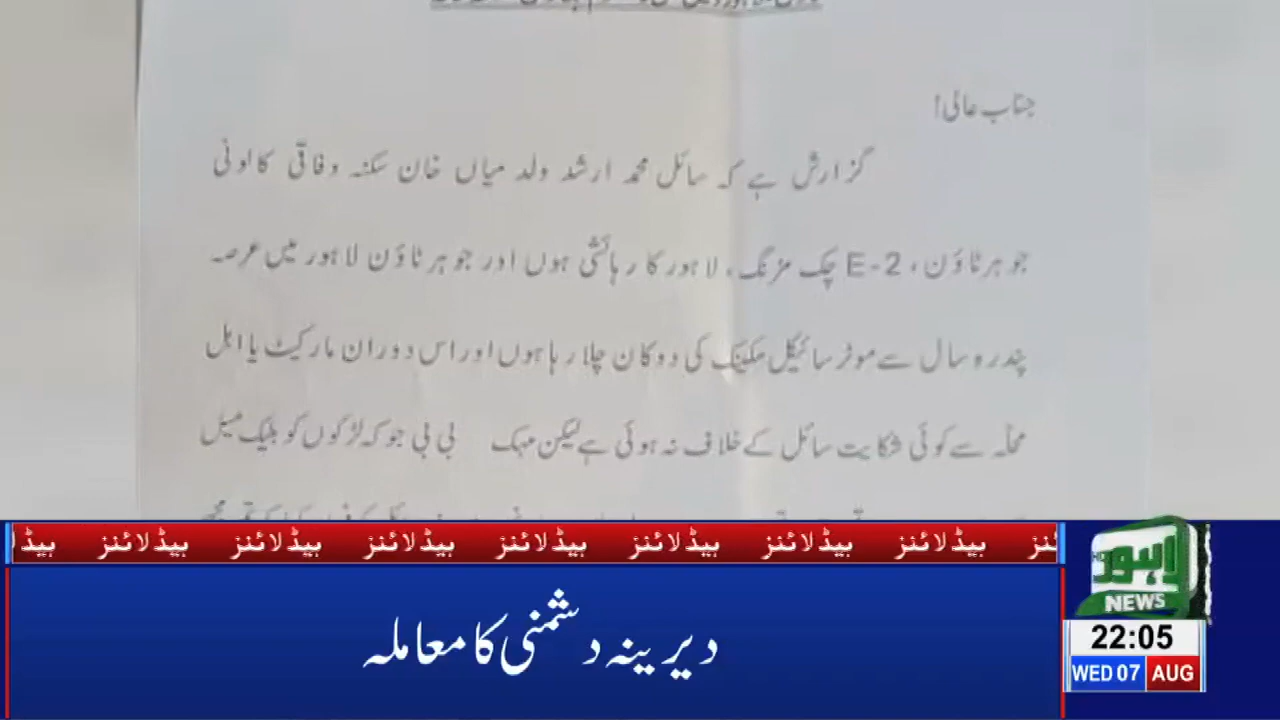 جناب عالی!
گزارش ہے کہ سائل محمد ارشد ولد میاں خان سکنہ وفاقی کالونی
جوہر ٹاؤن، E-2 چک مزنگ، لاہور کا رہائشی ہوں اور جوہر ٹاؤن لاہور میں عرصہ
پندرہ سال سے موٹر سائیکل مکینک کی دوکان چلا رہا ہوں اور اس دوران مارکیٹ یا اہل
محلّہ سے کوئی شکایت سائل کے خلاف نہ ہوئی ہے لیکن مہک بی بی جو کہ لڑکوں کو بلیک میل
ہیڈلائنز ہیڈلائنز ہیڈلائنز ہیڈلائنز ہیڈلائنز ہیڈلائنز ہیڈلائنز
دیرینہ دشمنی کا معاملہ
لاہور
NEWS
22:05
WED 07 AUG